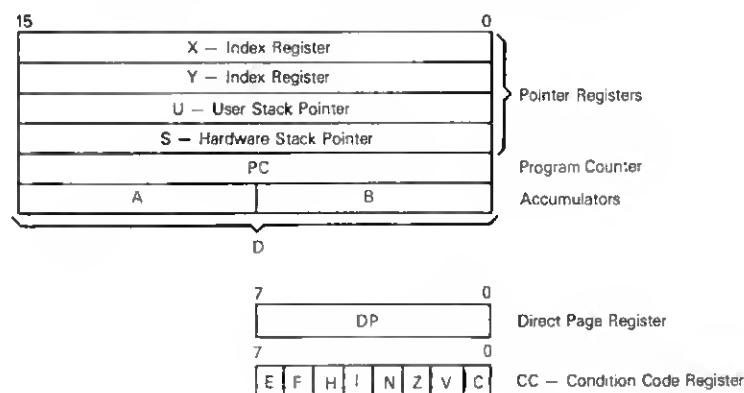 15 0
X — Index Register
Y — Index Register
U — User Stack Pointer
S — Hardware Stack Pointer
Pointer Registers
PC Program Counter
A B Accumulators
D
7 0
DP Direct Page Register
7 0
E F H I N Z V C CC — Condition Code Register